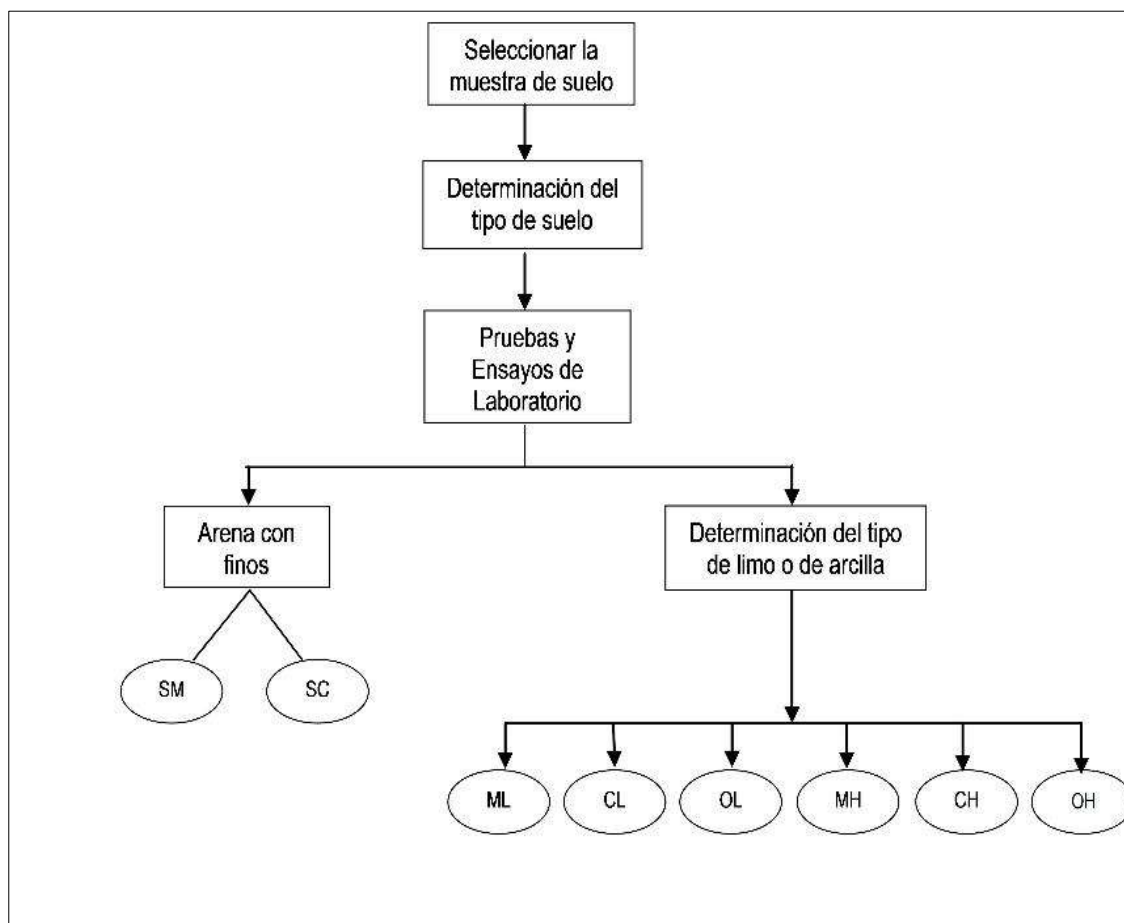 Seleccionar la
muestra de suelo
Determinación del
tipo de suelo
Pruebas y
Ensayos de
Laboratorio
Arena con
finos
Determinación del tipo
de limo o de arcilla
SM
SC
ML
CL
OL
MH
CH
OH